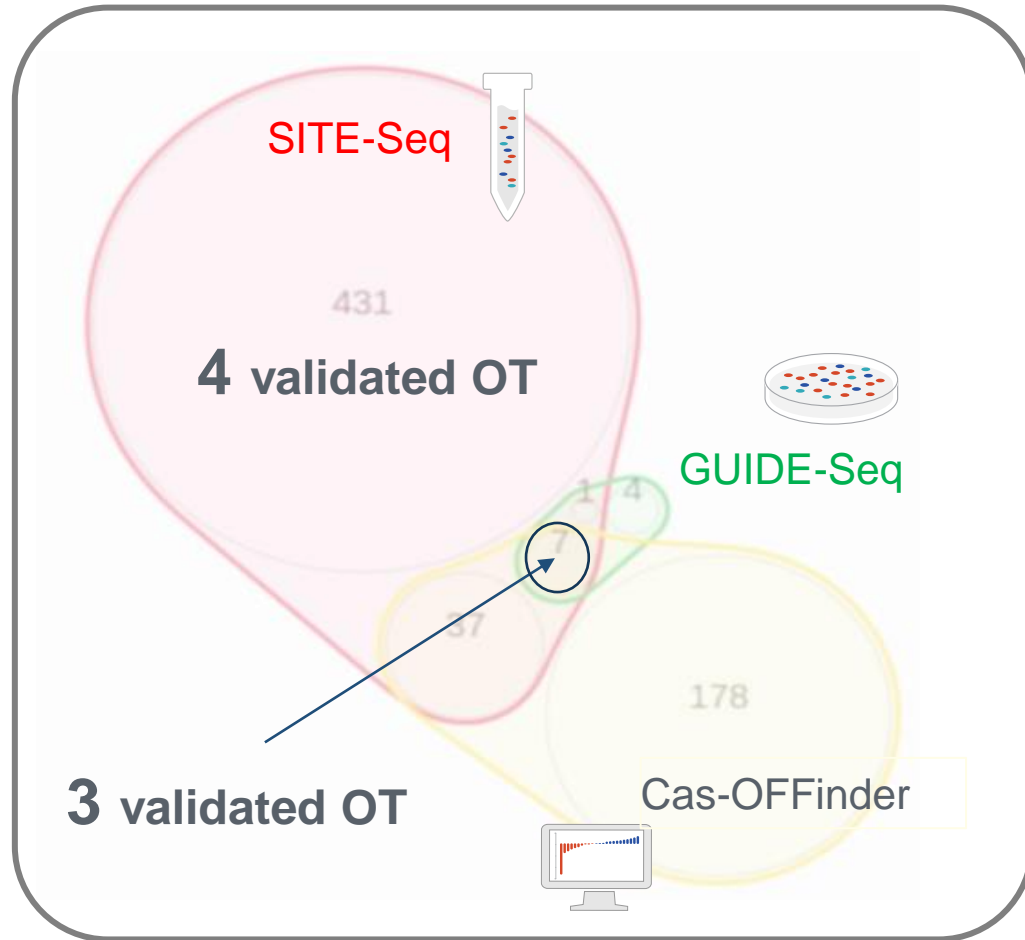 SITE-Seq
431
4 validated OT
GUIDE-Seq
1
4
7
37
178
3 validated OT
Cas-OFFinder